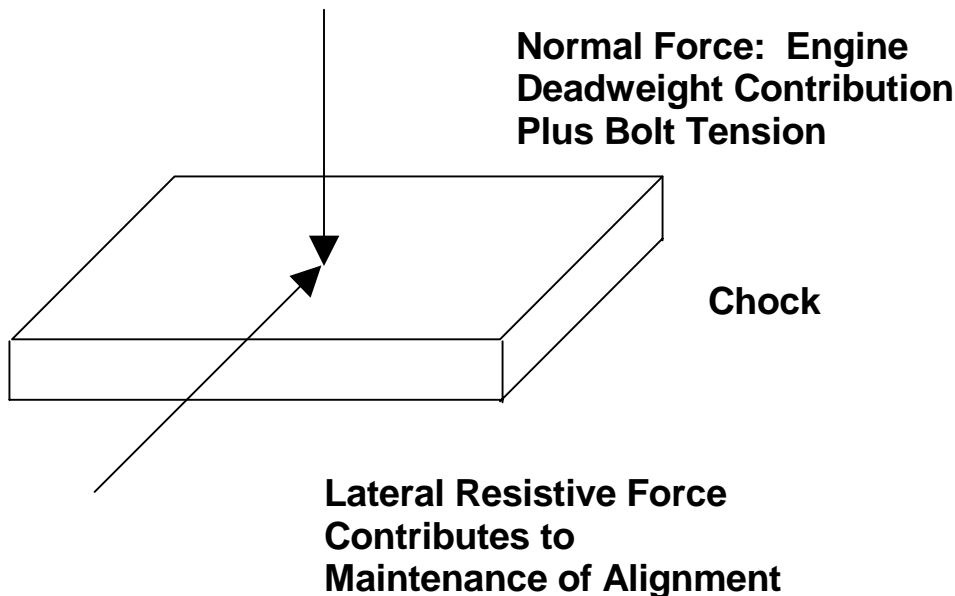 Normal Force: Engine
Deadweight Contribution
Plus Bolt Tension
Chock
Lateral Resistive Force
Contributes to
Maintenance of Alignment